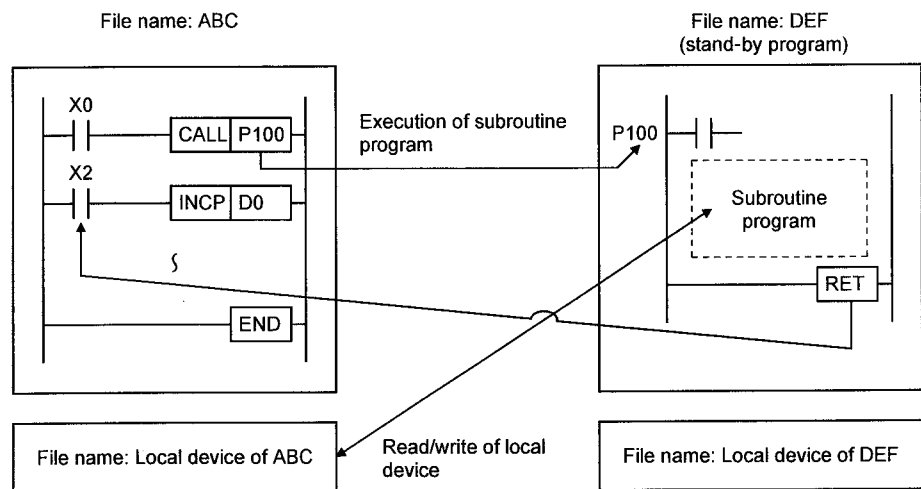 File name: ABC
File name: DEF
(stand-by program)
X0
CALL P100
Execution of subroutine
program
P100
X2
INCP D0
Subroutine
program
RET
END
File name: Local device of ABC
Read/write of local
device
File name: Local device of DEF